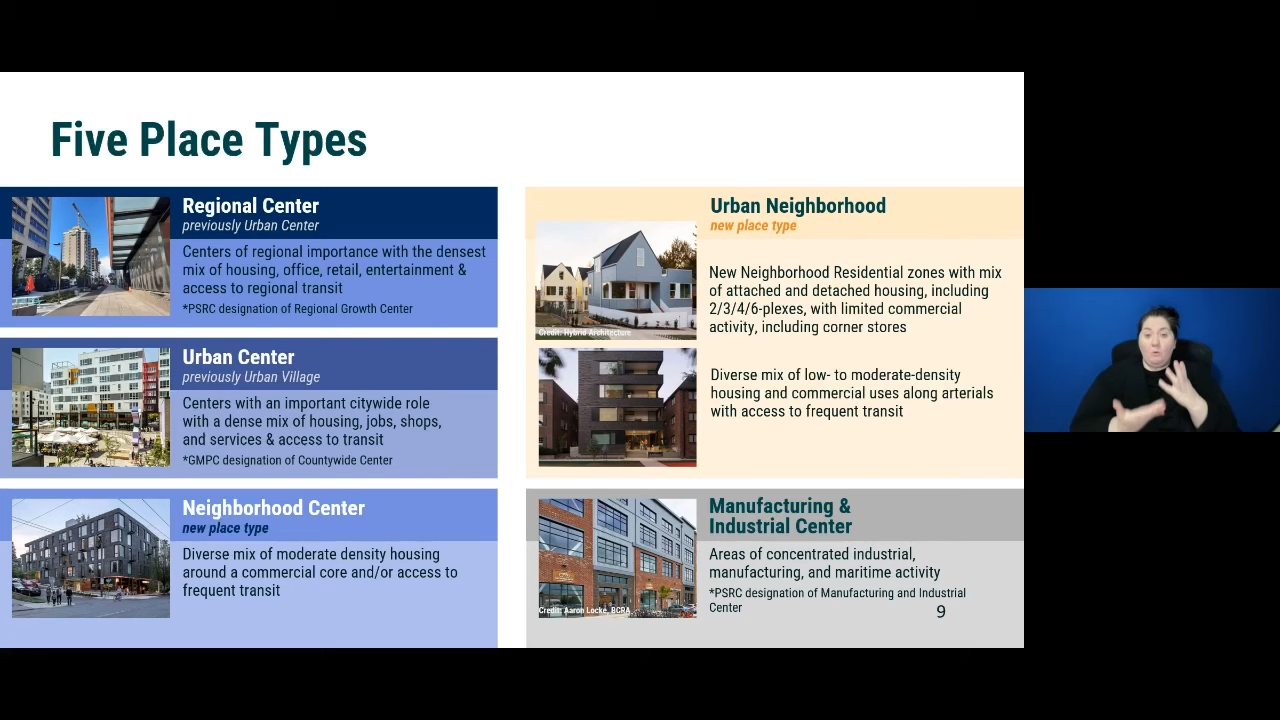 Five Place Types
Regional Center
previously Urban Center
Centers of regional importance with the densest
mix of housing, office, retail, entertainment &
access to regional transit
*PSRC designation of Regional Growth Center
Urban Center
previously Urban Village
Centers with an important citywide role
with a dense mix of housing, jobs, shops,
and services & access to transit
*GMPC designation of Countywide Center
Neighborhood Center
new place type
Diverse mix of moderate density housing
around a commercial core and/or access to
frequent transit
Urban Neighborhood
new place type
New Neighborhood Residential zones with mix
of attached and detached housing, including
2/3/4/6-plexes, with limited commercial
activity, including corner stores
Credit: Hybrid Architecture
Diverse mix of low- to moderate-density
housing and commercial uses along arterials
with access to frequent transit
Manufacturing &
Industrial Center
Areas of concentrated industrial,
manufacturing, and maritime activity
*PSRC designation of Manufacturing and Industrial
Center
Credit: Aaron Locke, BCRA
9